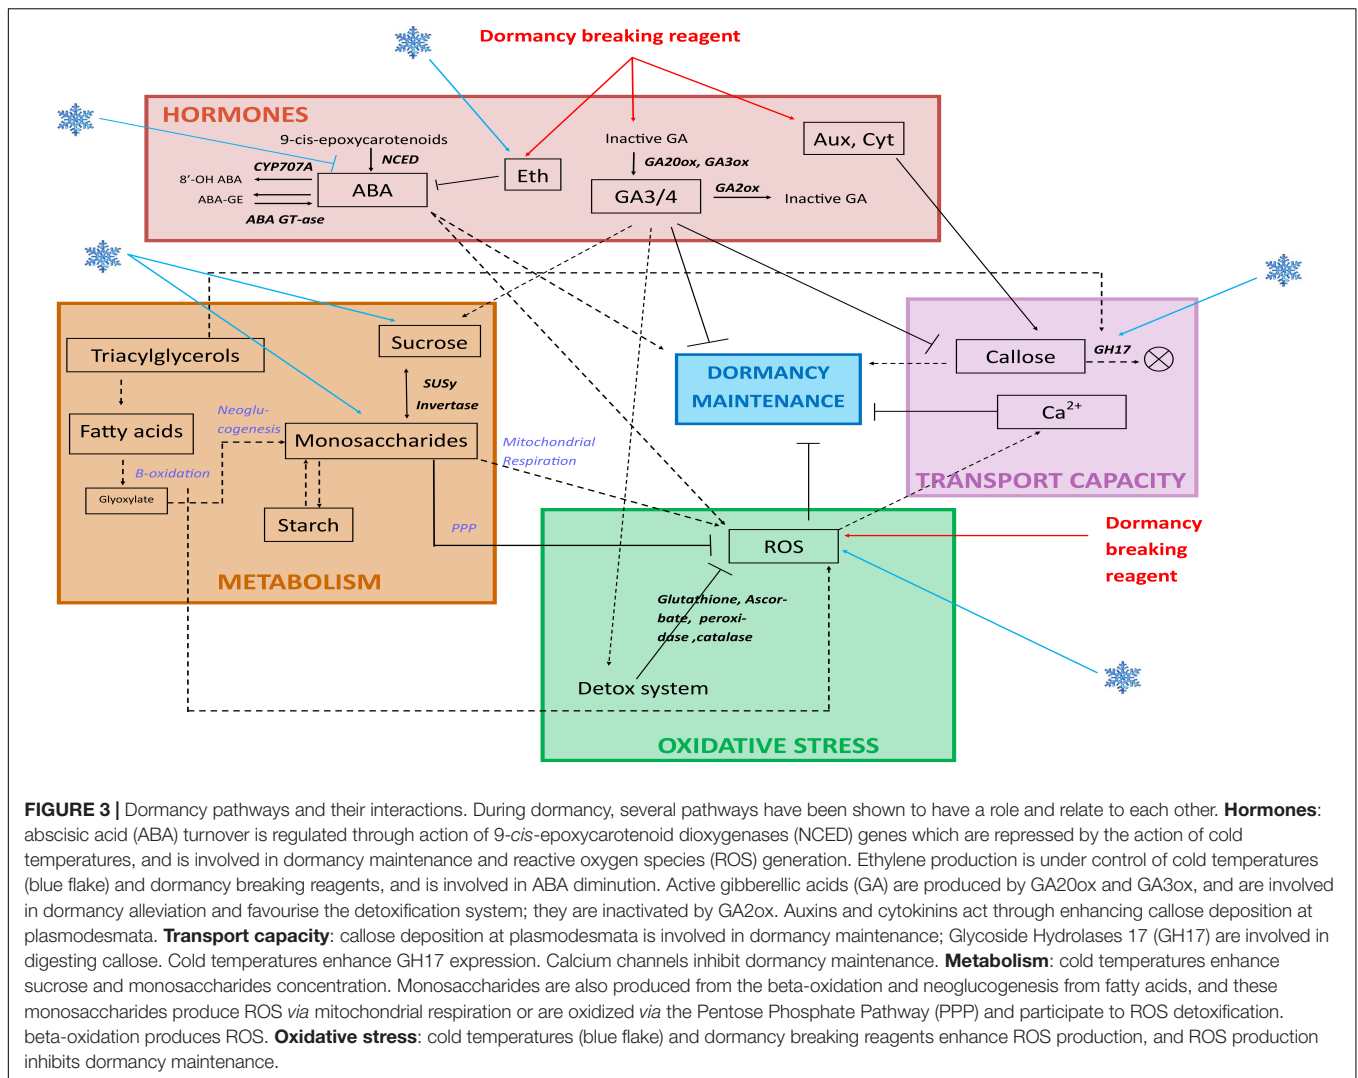 Dormancy breaking reagent
HORMONES
9-cis-epoxycarotenoids
NCED
CYP707A
8'-OH ABA
ABA
ABA-GE
ABA GT-ase
Eth
Inactive GA
GA20ox, GA3ox
GA3/4
GA2ox
Inactive GA
Aux, Cyt
Triacylglycerols
Sucrose
SUSy
Invertase
Fatty acids
Neoglu-
cogenesis
Monosaccharides
B-oxidation
Glyoxylate
Starch
Mitochondrial
Respiration
PPP
METABOLISM
DORMANCY
MAINTENANCE
Callose
GH17
Ca2+
TRANSPORT CAPACITY
Dormancy
breaking
reagent
ROS
Glutathione, Ascor-
bate, peroxi-
dase ,catalase
Detox system
OXIDATIVE STRESS
FIGURE 3 | Dormancy pathways and their interactions. During dormancy, several pathways have been shown to have a role and relate to each other. Hormones:
abscisic acid (ABA) turnover is regulated through action of 9-cis-epoxycarotenoid dioxygenases (NCED) genes which are repressed by the action of cold
temperatures, and is involved in dormancy maintenance and reactive oxygen species (ROS) generation. Ethylene production is under control of cold temperatures
(blue flake) and dormancy breaking reagents, and is involved in ABA diminution. Active gibberellic acids (GA) are produced by GA20ox and GA3ox, and are involved
in dormancy alleviation and favourise the detoxification system; they are inactivated by GA2ox. Auxins and cytokinins act through enhancing callose deposition at
plasmodesmata. Transport capacity: callose deposition at plasmodesmata is involved in dormancy maintenance; Glycoside Hydrolases 17 (GH17) are involved in
digesting callose. Cold temperatures enhance GH17 expression. Calcium channels inhibit dormancy maintenance. Metabolism: cold temperatures enhance
sucrose and monosaccharides concentration. Monosaccharides are also produced from the beta-oxidation and neoglucogenesis from fatty acids, and these
monosaccharides produce ROS via mitochondrial respiration or are oxidized via the Pentose Phosphate Pathway (PPP) and participate to ROS detoxification.
beta-oxidation produces ROS. Oxidative stress: cold temperatures (blue flake) and dormancy breaking reagents enhance ROS production, and ROS production
inhibits dormancy maintenance.